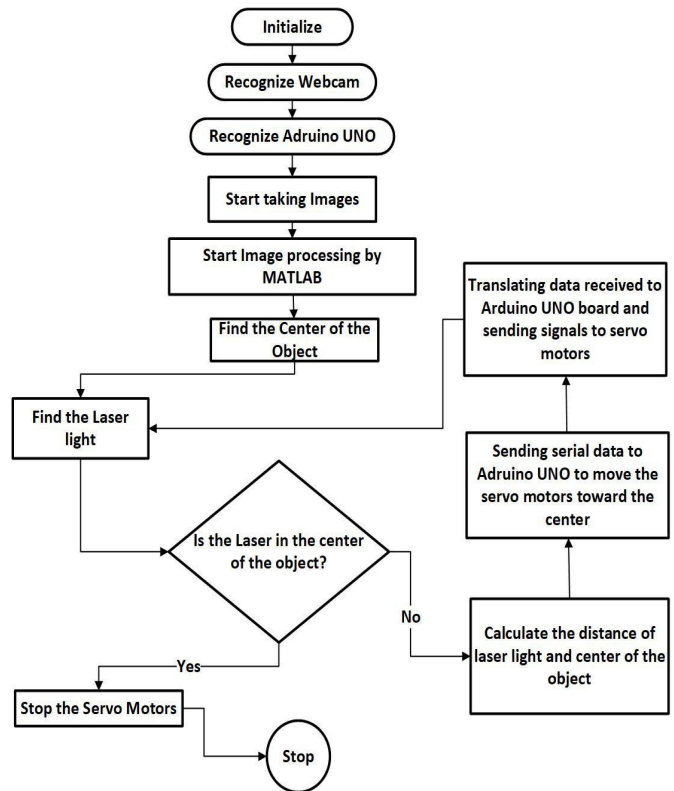 Initialize
Recognize Webcam
Recognize Adruino UNO
Start taking Images
Start Image processing by
MATLAB
Find the Center of the
Object
Find the Laser
light
Is the Laser in the center
of the object?
Yes
Stop the Servo Motors
Stop
No
Calculate the distance of
laser light and center of the
object
Sending serial data to
Adruino UNO to move the
servo motors toward the
center
Translating data received to
Arduino UNO board and
sending signals to servo
motors